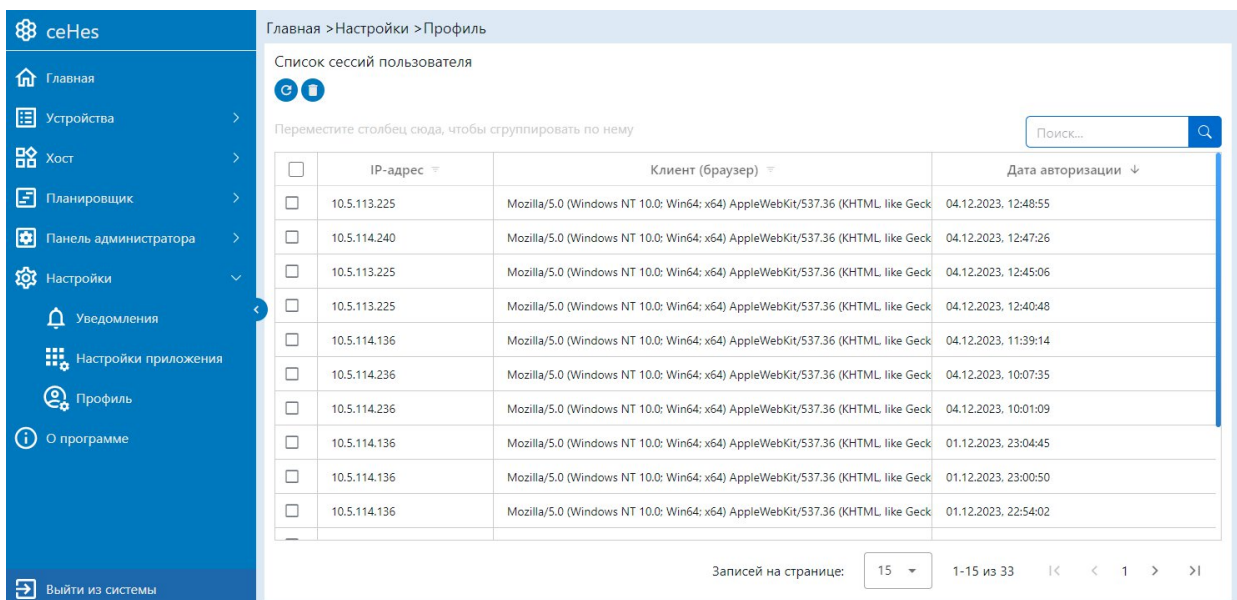 ceHes
Главная
Устройства
Хост
Планировщик
Панель администратора
Настройки
Уведомления
Настройки приложения
Профиль
О программе
Выйти из системы
Главная >Настройки >Профиль
Список сессий пользователя
Переместите столбец сюда, чтобы сгруппировать по нему
Поиск...
IP-адрес Клиент (браузер) Дата авторизации
10.5.113.225 Mozilla/5.0 (Windows NT 10.0; Win64; x64) AppleWebKit/537.36 (KHTML, like Geck 04.12.2023, 12:48:55
10.5.114.240 Mozilla/5.0 (Windows NT 10.0; Win64; x64) AppleWebKit/537.36 (KHTML, like Geck 04.12.2023, 12:47:26
10.5.113.225 Mozilla/5.0 (Windows NT 10.0; Win64; x64) AppleWebKit/537.36 (KHTML, like Geck 04.12.2023, 12:45:06
10.5.113.225 Mozilla/5.0 (Windows NT 10.0; Win64; x64) AppleWebKit/537.36 (KHTML, like Geck 04.12.2023, 12:40:48
10.5.114.136 Mozilla/5.0 (Windows NT 10.0; Win64; x64) AppleWebKit/537.36 (KHTML, like Geck 04.12.2023, 11:39:14
10.5.114.236 Mozilla/5.0 (Windows NT 10.0; Win64; x64) AppleWebKit/537.36 (KHTML, like Geck 04.12.2023, 10:07:35
10.5.114.236 Mozilla/5.0 (Windows NT 10.0; Win64; x64) AppleWebKit/537.36 (KHTML, like Geck 04.12.2023, 10:01:09
10.5.114.136 Mozilla/5.0 (Windows NT 10.0; Win64; x64) AppleWebKit/537.36 (KHTML, like Geck 01.12.2023, 23:04:45
10.5.114.136 Mozilla/5.0 (Windows NT 10.0; Win64; x64) AppleWebKit/537.36 (KHTML, like Geck 01.12.2023, 23:00:50
10.5.114.136 Mozilla/5.0 (Windows NT 10.0; Win64; x64) AppleWebKit/537.36 (KHTML, like Geck 01.12.2023, 22:54:02
Записей на странице: 15 1-15 из 33 1